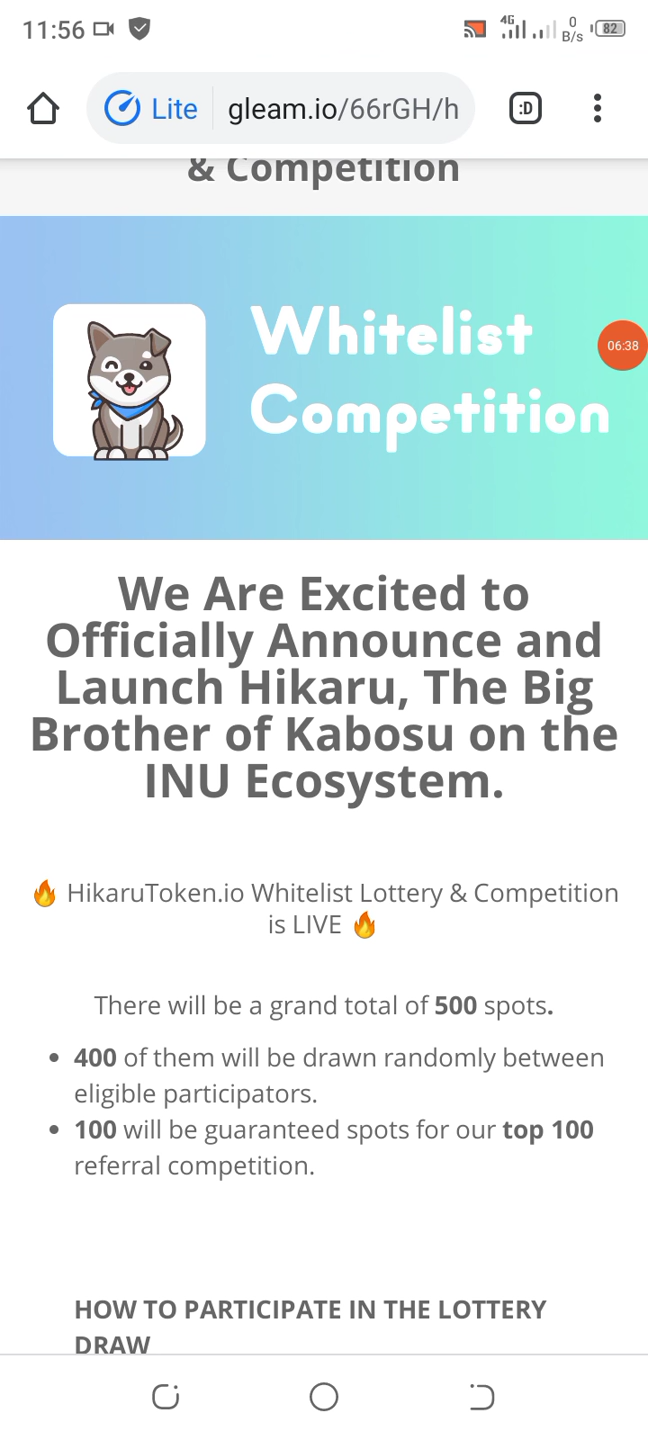 11:56
4G
0
B/s
82
Lite
gleam.io/66rGH/h
:D
& Competition
Whitelist
Competition
06:38
We Are Excited to
Officially Announce and
Launch Hikaru, The Big
Brother of Kabosu on the
INU Ecosystem.
🔥 HikaruToken.io Whitelist Lottery & Competition
is LIVE 🔥
There will be a grand total of 500 spots.
• 400 of them will be drawn randomly between
eligible participators.
• 100 will be guaranteed spots for our top 100
referral competition.
HOW TO PARTICIPATE IN THE LOTTERY
DRAW